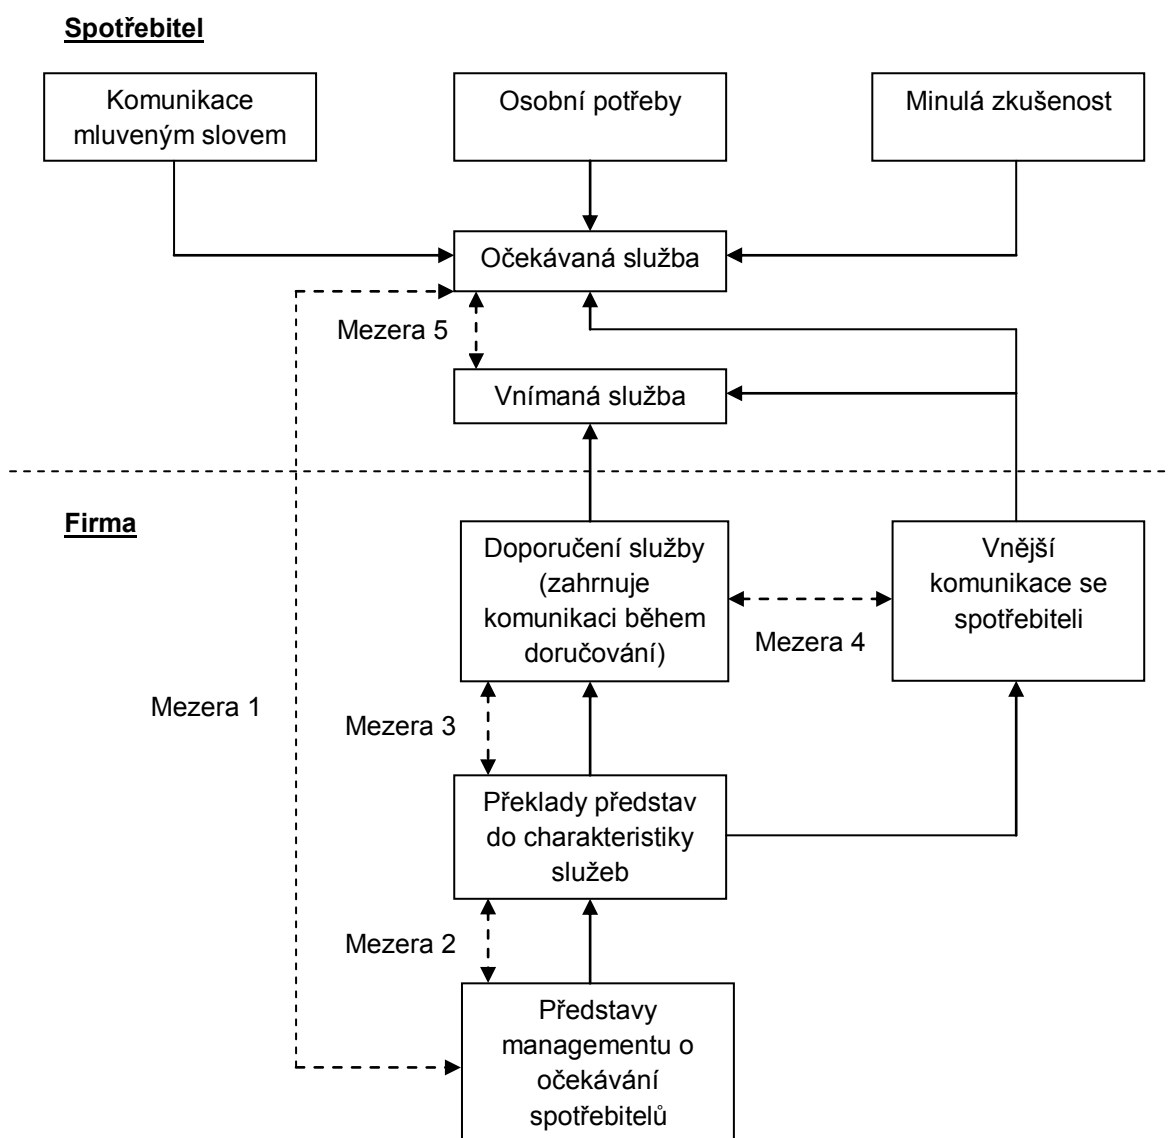 Spotřebitel
Komunikace
mluveným slovem
Osobní potřeby
Minulá zkušenost
Očekávaná služba
Mezera 5
Vnímaná služba
Firma
Doporučení služby
(zahrnuje
komunikaci během
doručování)
Vnější
komunikace se
spotřebiteli
Mezera 4
Mezera 1
Mezera 3
Překlady představ
do charakteristiky
služeb
Mezera 2
Představy
managementu o
očekávání
spotřebitelů